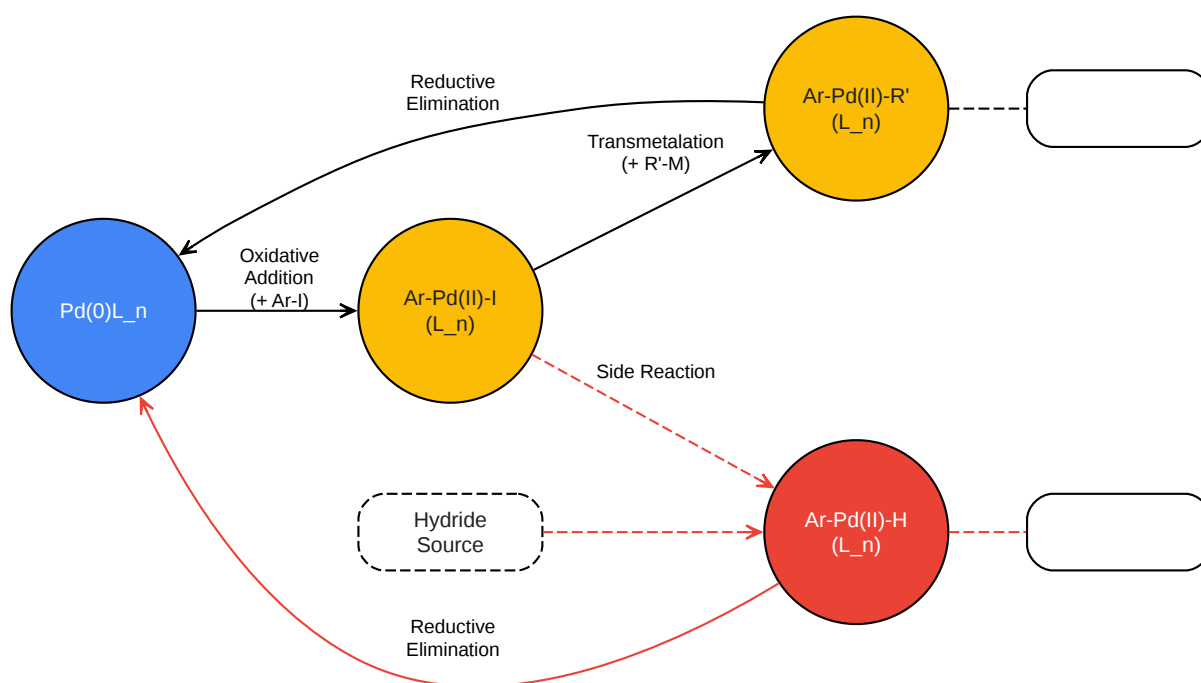 Reductive
Elimination
Ar-Pd(II)-R'
(L_n)
Transmetalation
(+ R'-M)
Oxidative
Addition
(+ Ar-I)
Pd(0)L_n
Ar-Pd(II)-I
(L_n)
Side Reaction
Hydride
Source
Ar-Pd(II)-H
(L_n)
Reductive
Elimination